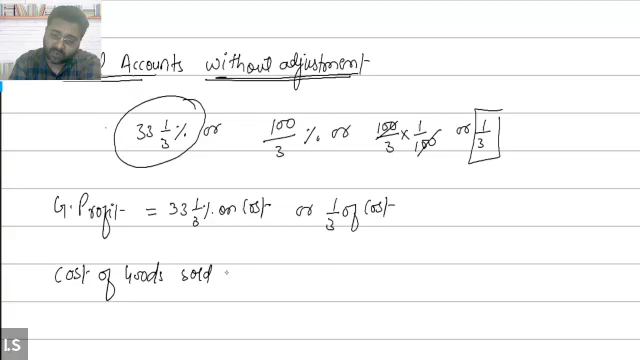 Accounts without adjustment
33 1/3 % or 100/3 % or 100/3 x 1/100 or 1/3
G. Profit = 33 1/3 % on cost or 1/3 of cost
Cost of Goods sold
I.S